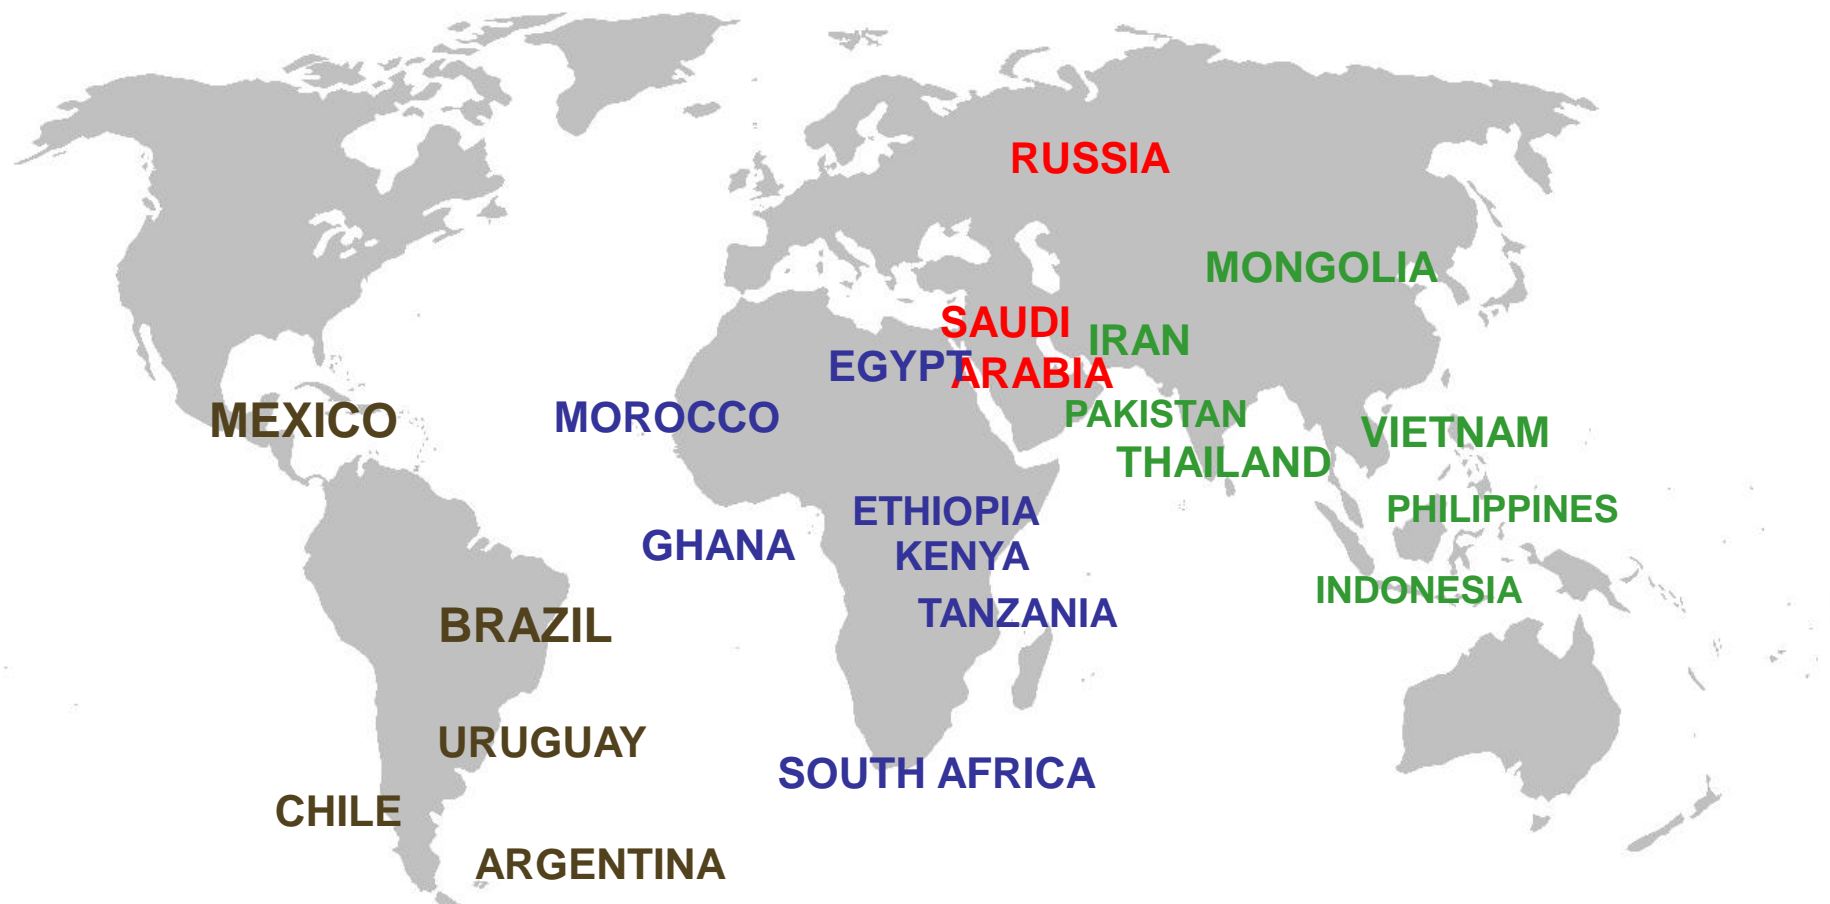 RUSSIA
MONGOLIA
SAUDI
ARABIA
IRAN
EGYPT
MEXICO
MOROCCO
PAKISTAN
VIETNAM
THAILAND
ETHIOPIA
PHILIPPINES
GHANA
KENYA
INDONESIA
TANZANIA
BRAZIL
URUGUAY
SOUTH AFRICA
CHILE
ARGENTINA